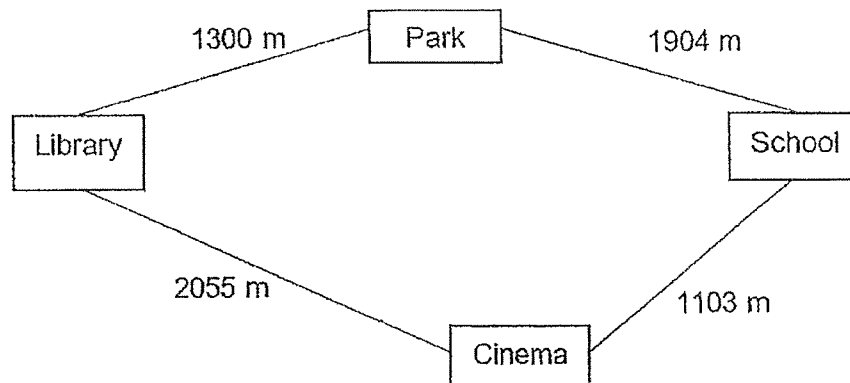 1300 m
Park
1904 m
Library
School
2055 m
1103 m
Cinema